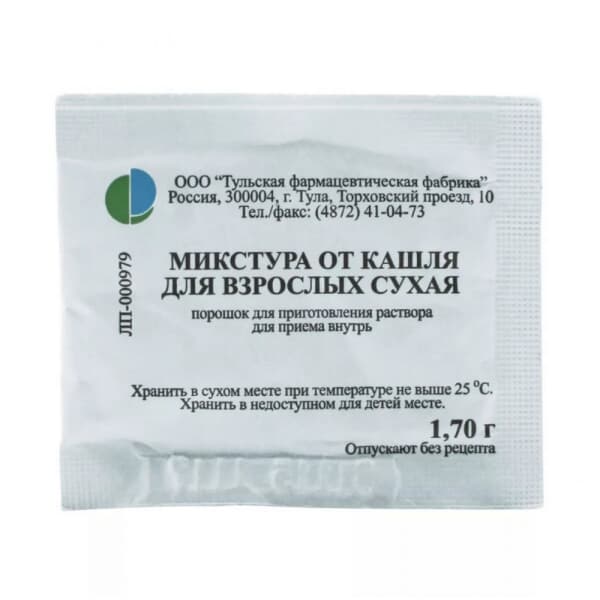 ООО “Тульская фармацевтическая фабрика”
Россия, 300004, г. Тула, Торховский проезд, 10
Тел./факс: (4872) 41-04-73
ЛП-000979
МИКСТУРА ОТ КАШЛЯ
ДЛЯ ВЗРОСЛЫХ СУХАЯ
порошок для приготовления раствора
для приема внутрь
Хранить в сухом месте при температуре не выше 25 °С.
Хранить в недоступном для детей месте.
1,70 г
Отпускают без рецепта